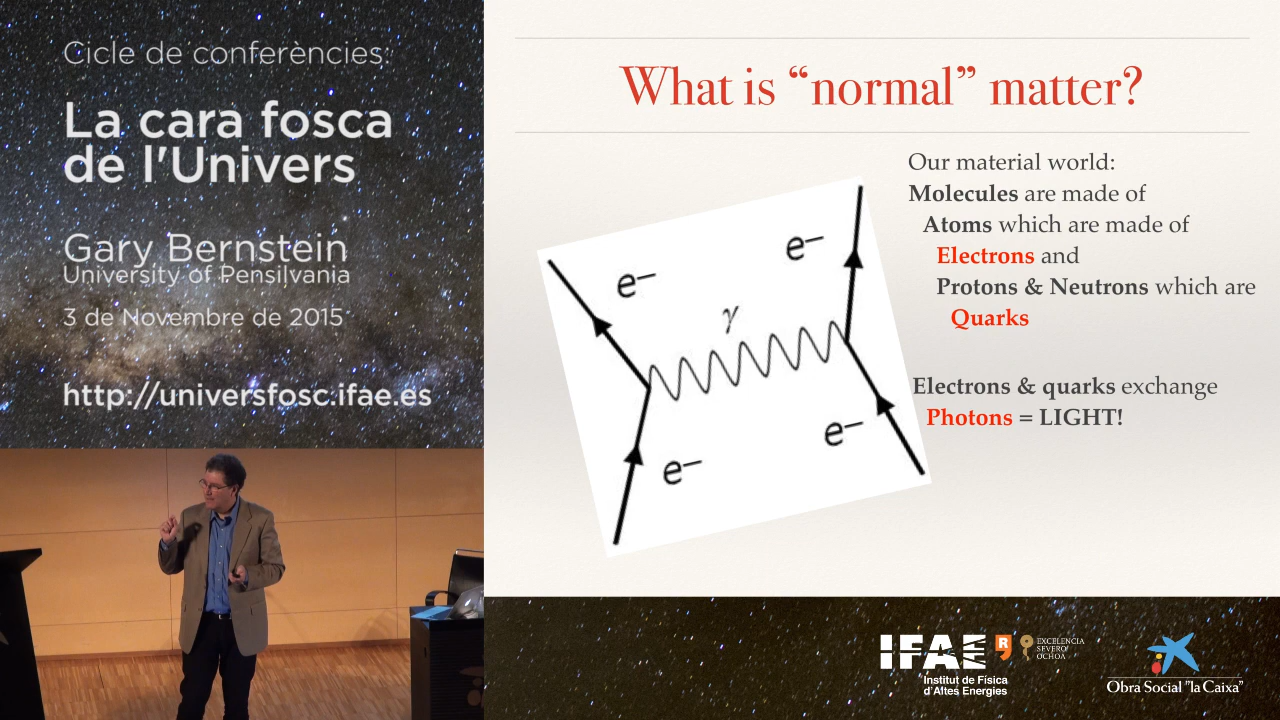 Cicle de conferències:
La cara fosca
de l'Univers
Gary Bernstein
University of Pensilvania
3 de Novembre de 2015
http://universfosc.ifae.es
What is “normal” matter?
Our material world:
Molecules are made of
Atoms which are made of
Electrons and
Protons & Neutrons which are
Quarks
Electrons & quarks exchange
Photons = LIGHT!
e−
e−
γ
e−
e−
IFAE
Institut de Física
d'Altes Energies
R
EXCELENCIA
SEVERO
OCHOA
Obra Social "la Caixa"